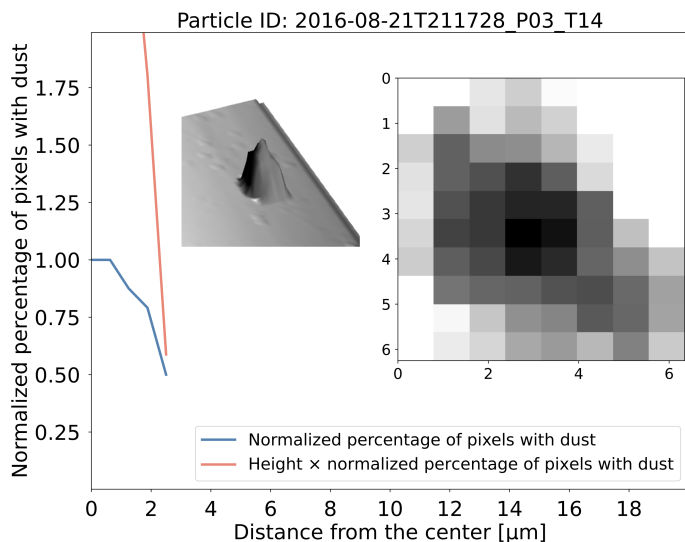 Particle ID: 2016-08-21T211728_P03_T14
Normalized percentage of pixels with dust
1.75
1.50
1.25
1.00
0.75
0.50
0.25
0
1
2
3
4
5
6
0 2 4 6
Normalized percentage of pixels with dust
Height × normalized percentage of pixels with dust
0 2 4 6 8 10 12 14 16 18
Distance from the center [μm]